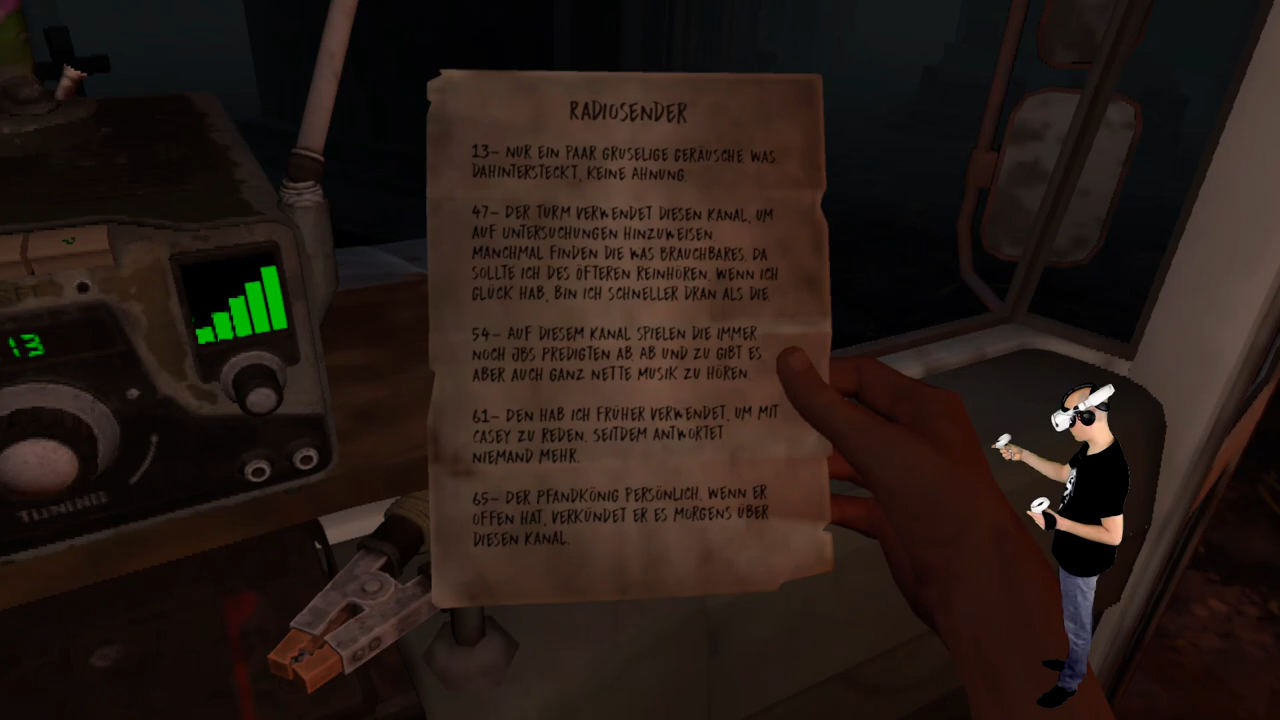 RADIOSENDER
13- NUR EIN PAAR GRUSELIGE GERÄUSCHE WAS
DAHINTERSTECKT, KEINE AHNUNG.
47- DER TURM VERWENDET DIESEN KANAL, UM
AUF UNTERSUCHUNGEN HINZUWEISEN.
MANCHMAL FINDEN DIE WAS BRAUCHBARES. DA
SOLLTE ICH DES ÖFTEREN REINHÖREN. WENN ICH
GLÜCK HAB, BIN ICH SCHNELLER DRAN ALS DIE.
54- AUF DIESEM KANAL SPIELEN DIE IMMER
NOCH JBS PREDIGTEN AB. AB UND ZU GIBT ES
ABER AUCH GANZ NETTE MUSIK ZU HÖREN.
61- DEN HAB ICH FRÜHER VERWENDET, UM MIT
CASEY ZU REDEN. SEITDEM ANTWORTET
NIEMAND MEHR.
65- DER PFANDKÖNIG PERSÖNLICH. WENN ER
OFFEN HAT, VERKÜNDET ER ES MORGENS ÜBER
DIESEN KANAL.
13
TUNING